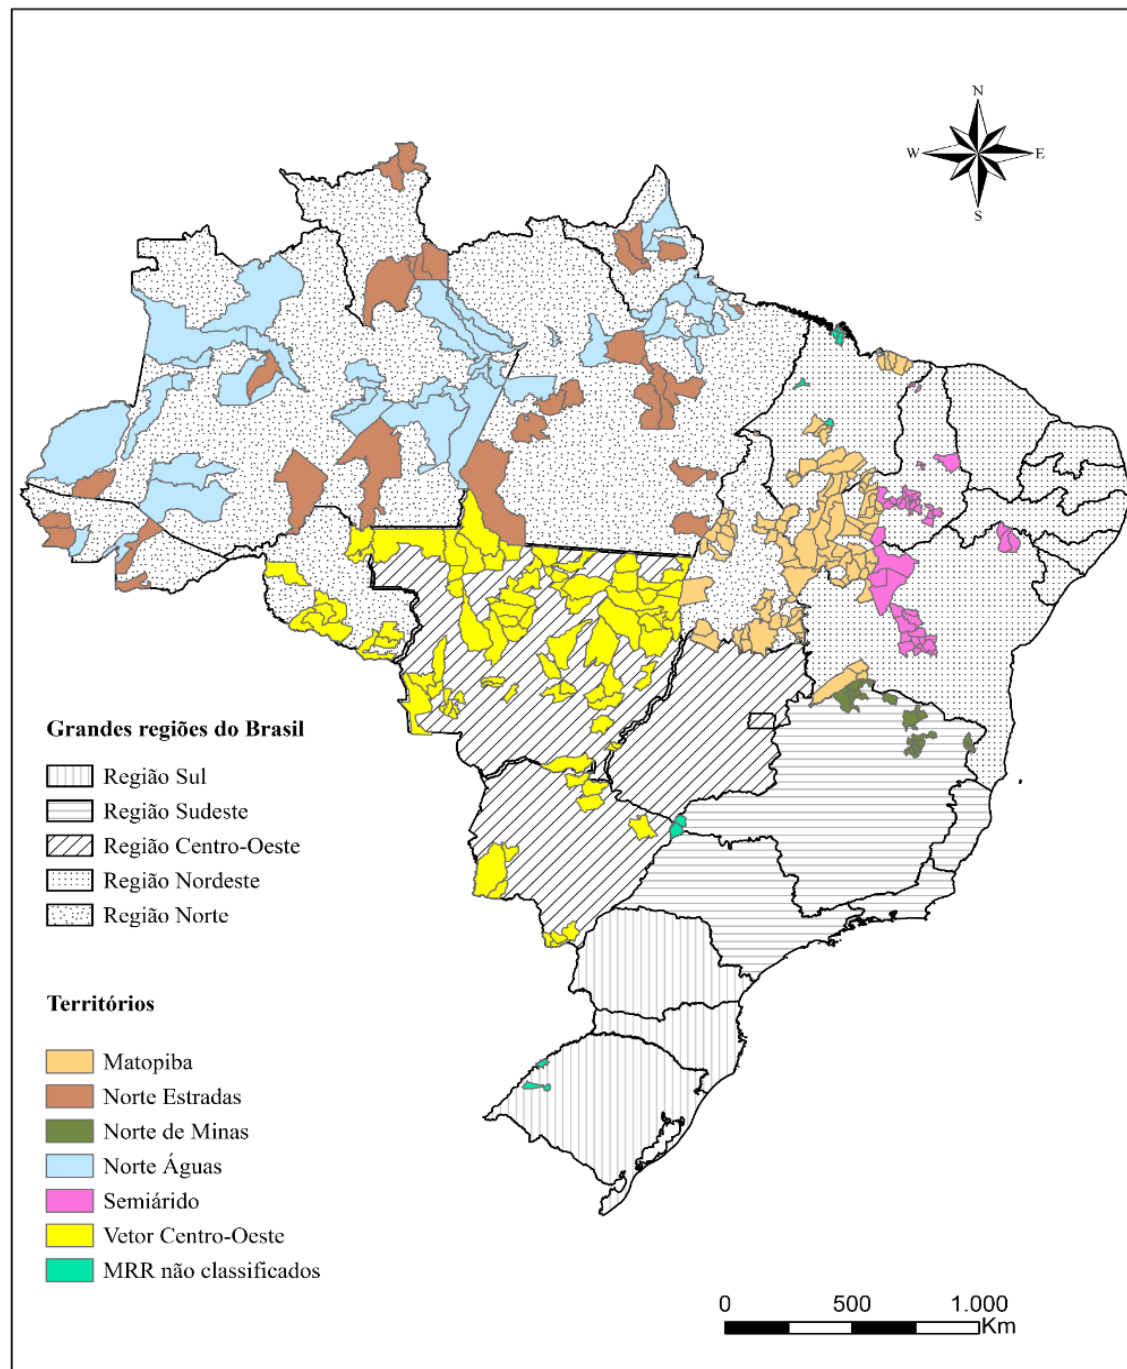 N
W E
S
Grandes regiões do Brasil
Região Sul
Região Sudeste
Região Centro-Oeste
Região Nordeste
Região Norte
Territórios
Matopiba
Norte Estradas
Norte de Minas
Norte Águas
Semiárido
Vetor Centro-Oeste
MRR não classificados
0 500 1.000
Km